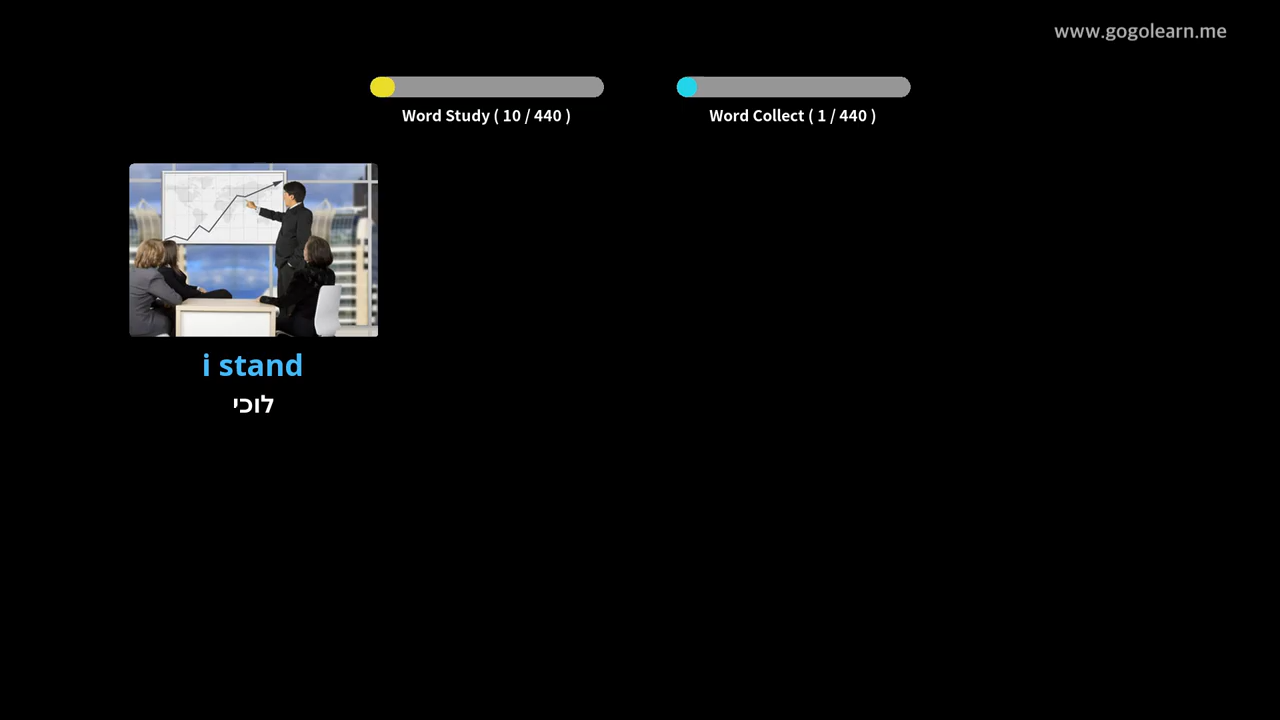 www.gogolearn.me
Word Study ( 10 / 440 )
Word Collect ( 1 / 440 )
i stand
לוכי